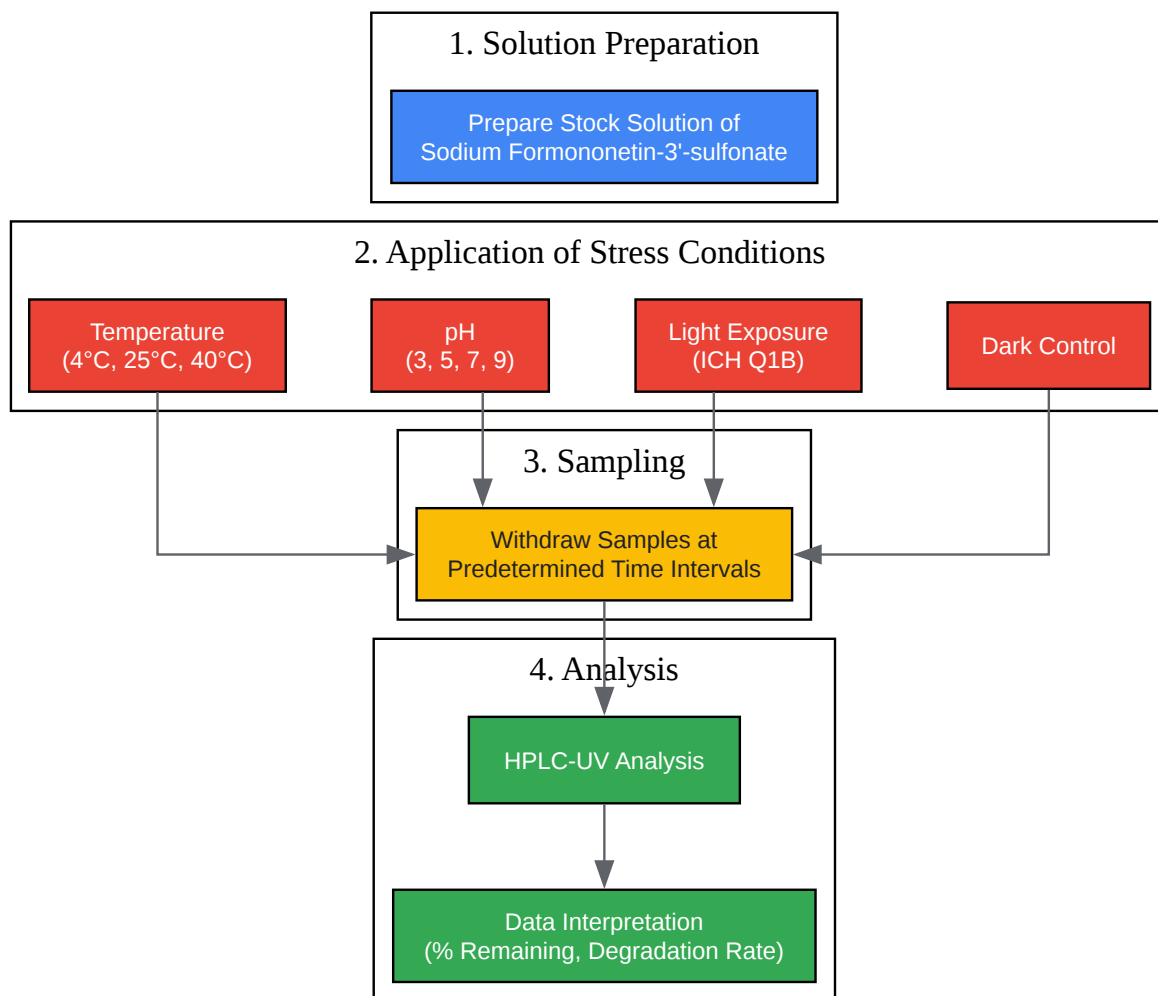 1. Solution Preparation
Prepare Stock Solution of
Sodium Formononetin-3'-sulfonate
2. Application of Stress Conditions
Temperature
(4°C, 25°C, 40°C)
pH
(3, 5, 7, 9)
Light Exposure
(ICH Q1B)
Dark Control
3. Sampling
Withdraw Samples at
Predetermined Time Intervals
4. Analysis
HPLC-UV Analysis
Data Interpretation
(% Remaining, Degradation Rate)